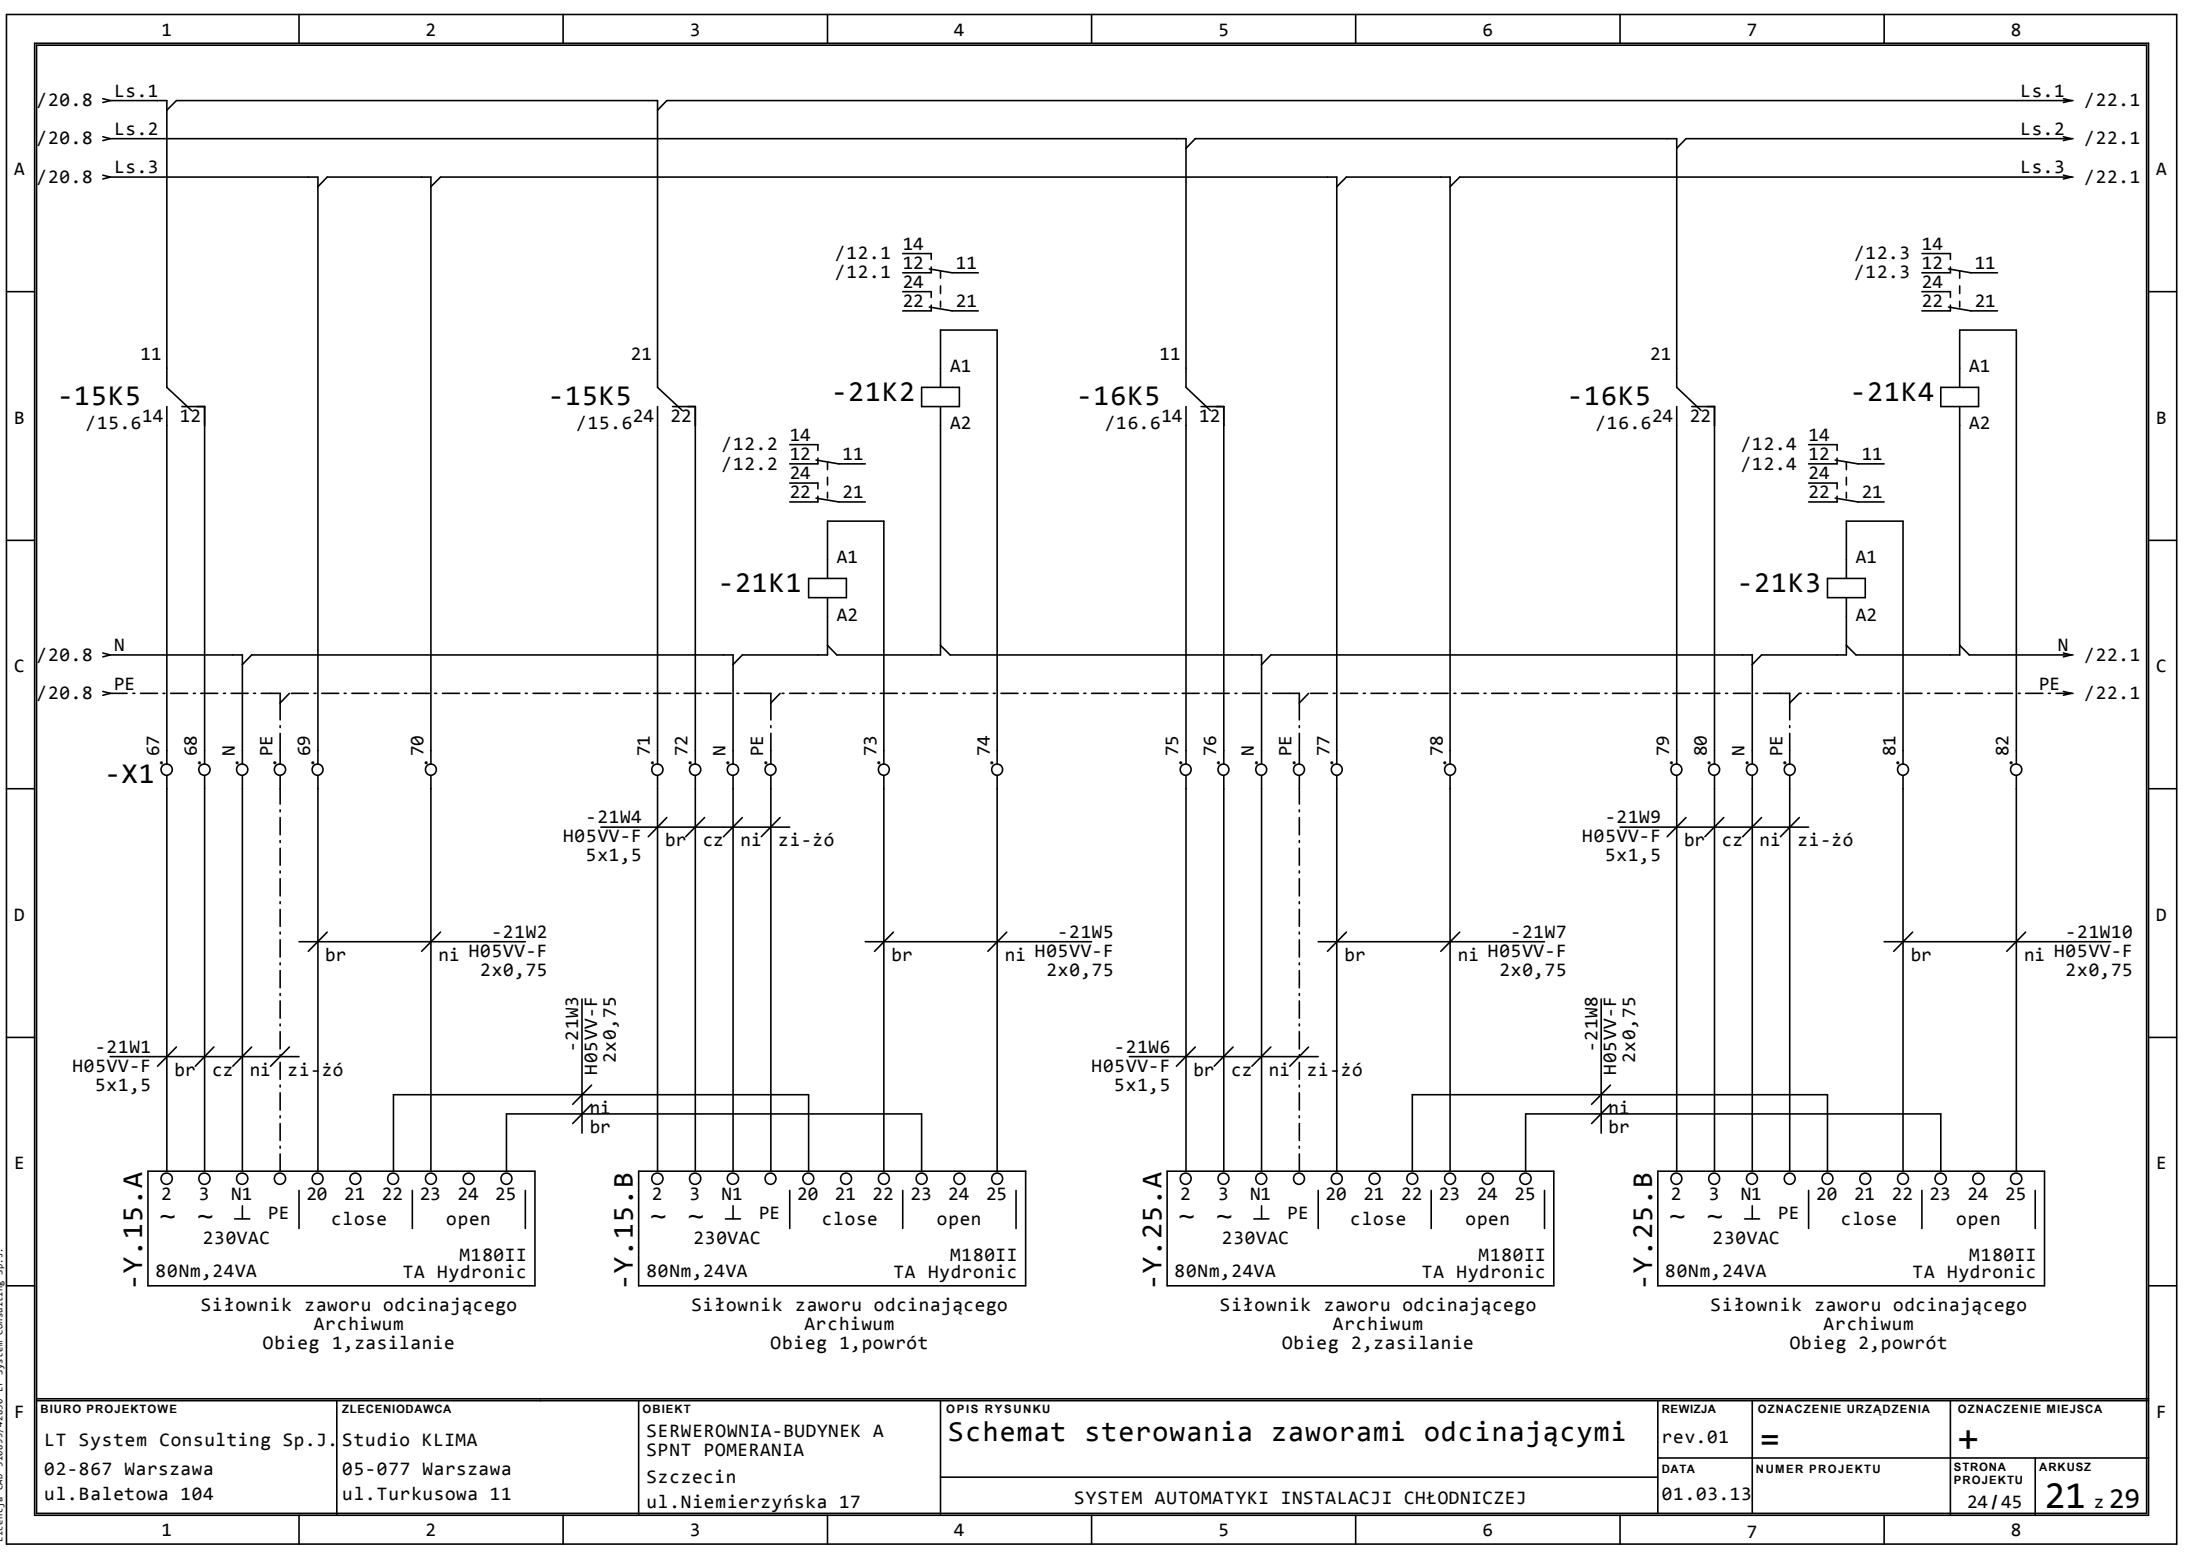 1 2 3 4 5 6 7 8
/20.8 Ls.1 Ls.1 /22.1
/20.8 Ls.2 Ls.2 /22.1
A /20.8 Ls.3 Ls.3 /22.1 A
/12.1 14
/12.1 12 11
24
22 21
/12.3 14
/12.3 12 11
24
22 21
11
-15K5
/15.6 14 12
21
-15K5
/15.6 24 22
A1
-21K2
A2
11
-16K5
/16.6 14 12
21
-16K5
/16.6 24 22
A1
-21K4
A2
B B
/12.2 14
/12.2 12 11
24
22 21
/12.4 14
/12.4 12 11
24
22 21
A1
-21K1
A2
A1
-21K3
A2
C /20.8 N N /22.1 C
/20.8 PE PE /22.1
-X1 .67 .68 .N .PE .69 .70 .71 .72 .N .PE .73 .74 .75 .76 .N .PE .77 .78 .79 .80 .N .PE .81 .82
-21W4
H05VV-F br cz ni zi-żó
5x1,5
-21W9
H05VV-F br cz ni zi-żó
5x1,5
D D
-21W2
br ni H05VV-F
2x0,75
-21W5
br ni H05VV-F
2x0,75
-21W7
br ni H05VV-F
2x0,75
-21W10
br ni H05VV-F
2x0,75
-21W3
H05VV-F
2x0,75
-21W8
H05VV-F
2x0,75
-21W1
H05VV-F br cz ni zi-żó
5x1,5
-21W6
H05VV-F br cz ni zi-żó
5x1,5
ni
br
ni
br
E E
-Y.15.A
2 3 N1 20 21 22 23 24 25
~ ~ ⊥ PE close open
230VAC
M180II
80Nm,24VA TA Hydronic
-Y.15.B
2 3 N1 20 21 22 23 24 25
~ ~ ⊥ PE close open
230VAC
M180II
80Nm,24VA TA Hydronic
-Y.25.A
2 3 N1 20 21 22 23 24 25
~ ~ ⊥ PE close open
230VAC
M180II
80Nm,24VA TA Hydronic
-Y.25.B
2 3 N1 20 21 22 23 24 25
~ ~ ⊥ PE close open
230VAC
M180II
80Nm,24VA TA Hydronic
Siłownik zaworu odcinającego
Archiwum
Obieg 1,zasilanie
Siłownik zaworu odcinającego
Archiwum
Obieg 1,powrót
Siłownik zaworu odcinającego
Archiwum
Obieg 2,zasilanie
Siłownik zaworu odcinającego
Archiwum
Obieg 2,powrót
F F
BIURO PROJEKTOWE
LT System Consulting Sp.J.
02-867 Warszawa
ul.Baletowa 104
ZLECENIODAWCA
Studio KLIMA
05-077 Warszawa
ul.Turkusowa 11
OBIEKT
SERWEROWNIA-BUDYNEK A
SPNT POMERANIA
Szczecin
ul.Niemierzyńska 17
OPIS RYSUNKU
Schemat sterowania zaworami odcinającymi
SYSTEM AUTOMATYKI INSTALACJI CHŁODNICZEJ
REWIZJA
rev.01
OZNACZENIE URZĄDZENIA
=
OZNACZENIE MIEJSCA
+
DATA
01.03.13
NUMER PROJEKTU
STRONA
PROJEKTU
24/45
ARKUSZ
21 z 29
1 2 3 4 5 6 7 8